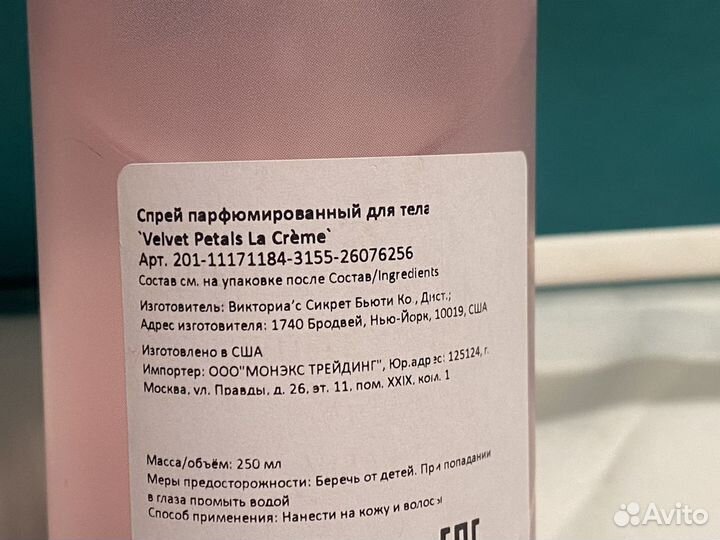 Спрей парфюмированный для тела
`Velvet Petals La Crème`
Арт. 201-11171184-3155-26076256
Состав см. на упаковке после Состав/Ingredients
Изготовитель: Викториа’с Сикрет Бьюти Ко., Дист.;
Адрес изготовителя: 1740 Бродвей, Нью-Йорк, 10019, США
Изготовлено в США
Импортер: ООО"МОНЭКС ТРЕЙДИНГ", Юр.адрес: 125124, г.
Москва, ул. Правды, д. 26, эт. 11, пом. XXIX, ком. 1
Масса/объём: 250 мл
Меры предосторожности: Беречь от детей. При попадании
в глаза промыть водой
Способ применения: Нанести на кожу и волосы
Avito